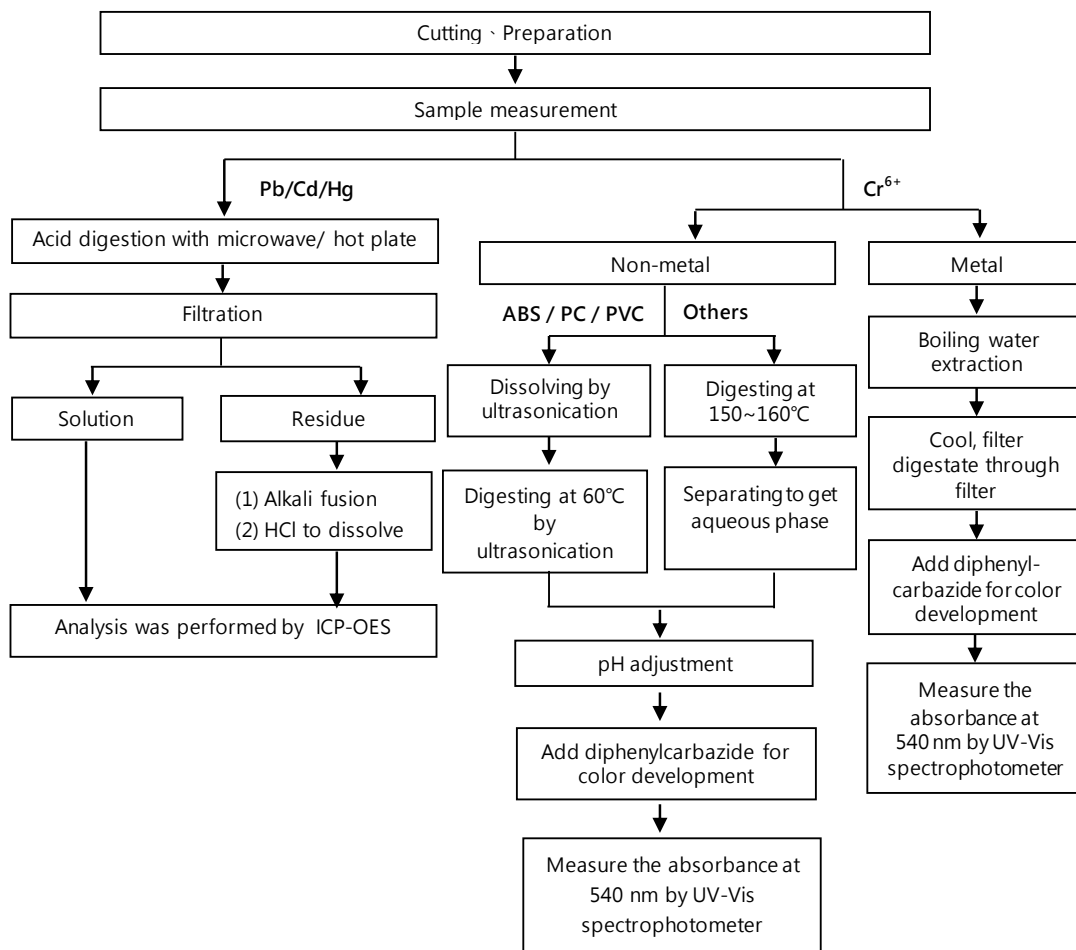 Cutting、Preparation
Sample measurement
Pb/Cd/Hg
Cr⁶⁺
Acid digestion with microwave/ hot plate
Filtration
Solution
Residue
(1) Alkali fusion
(2) HCl to dissolve
Analysis was performed by ICP-OES
Non-metal
ABS / PC / PVC
Others
Dissolving by
ultrasonication
Digesting at
150~160℃
Digesting at 60℃
by
ultrasonication
Separating to get
aqueous phase
pH adjustment
Add diphenylcarbazide for
color development
Measure the absorbance at
540 nm by UV-Vis
spectrophotometer
Metal
Boiling water
extraction
Cool, filter
digestate through
filter
Add diphenyl-
carbazide for color
development
Measure the
absorbance at
540 nm by UV-Vis
spectrophotometer